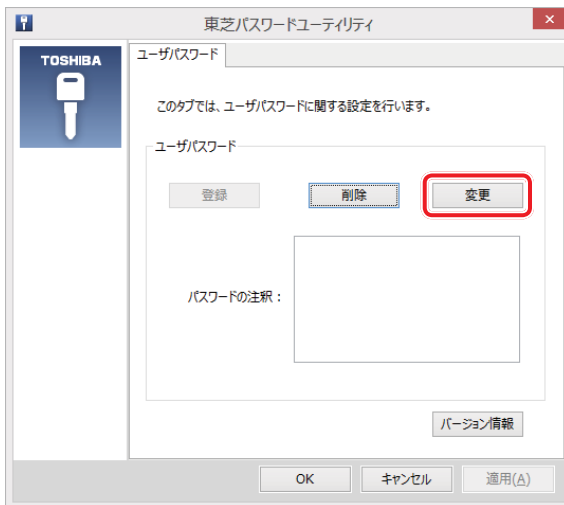 東芝パスワードユーティリティ
TOSHIBA
ユーザパスワード
このタブでは、ユーザパスワードに関する設定を行います。
ユーザパスワード
登録 削除 変更
パスワードの注釈：
バージョン情報
OK キャンセル 適用(A)